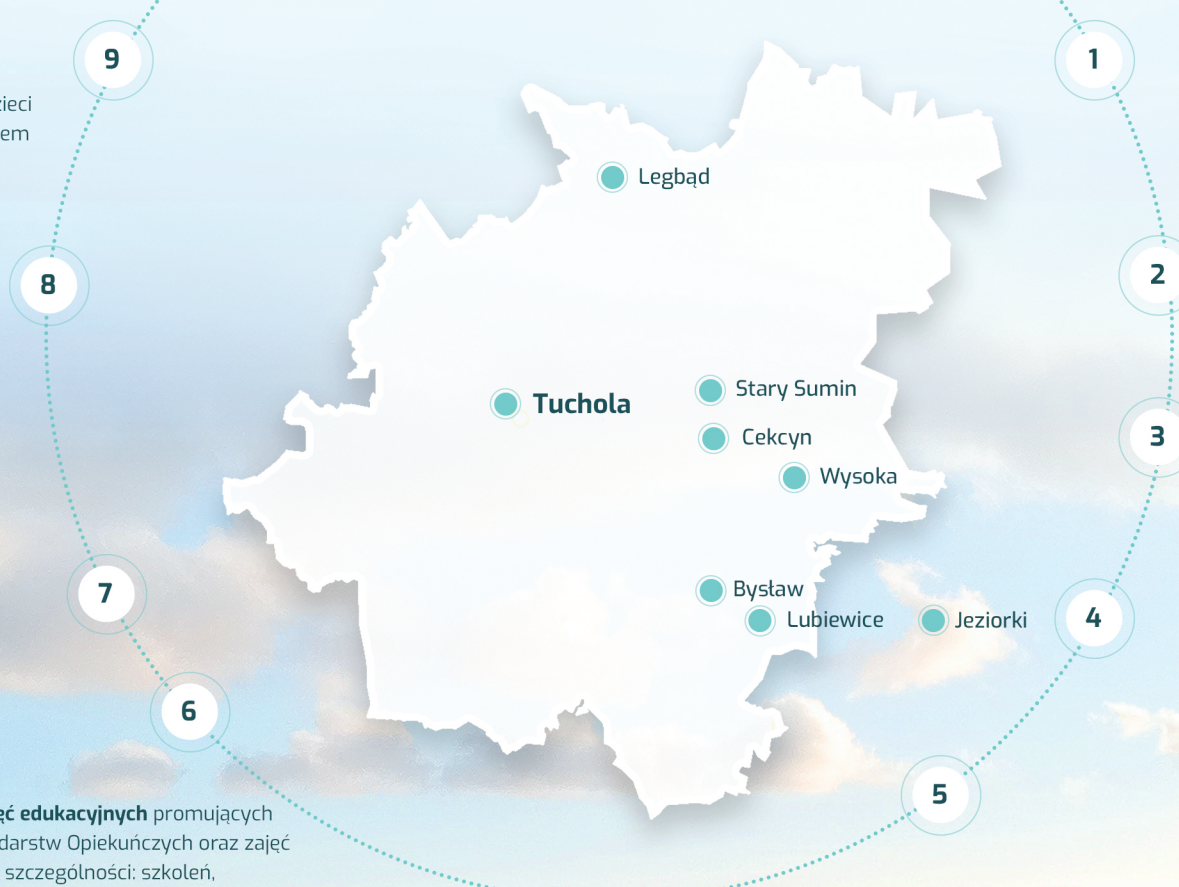 9
1
zieci
em
Legbąd
8
2
Stary Sumin
Tuchola
Cekcyn
3
Wysoka
7
Bysław
Lubiewice
Jeziorki
4
6
5
ęć edukacyjnych promujących
darstw Opiekuńczych oraz zajęć
szczególności: szkoleń,